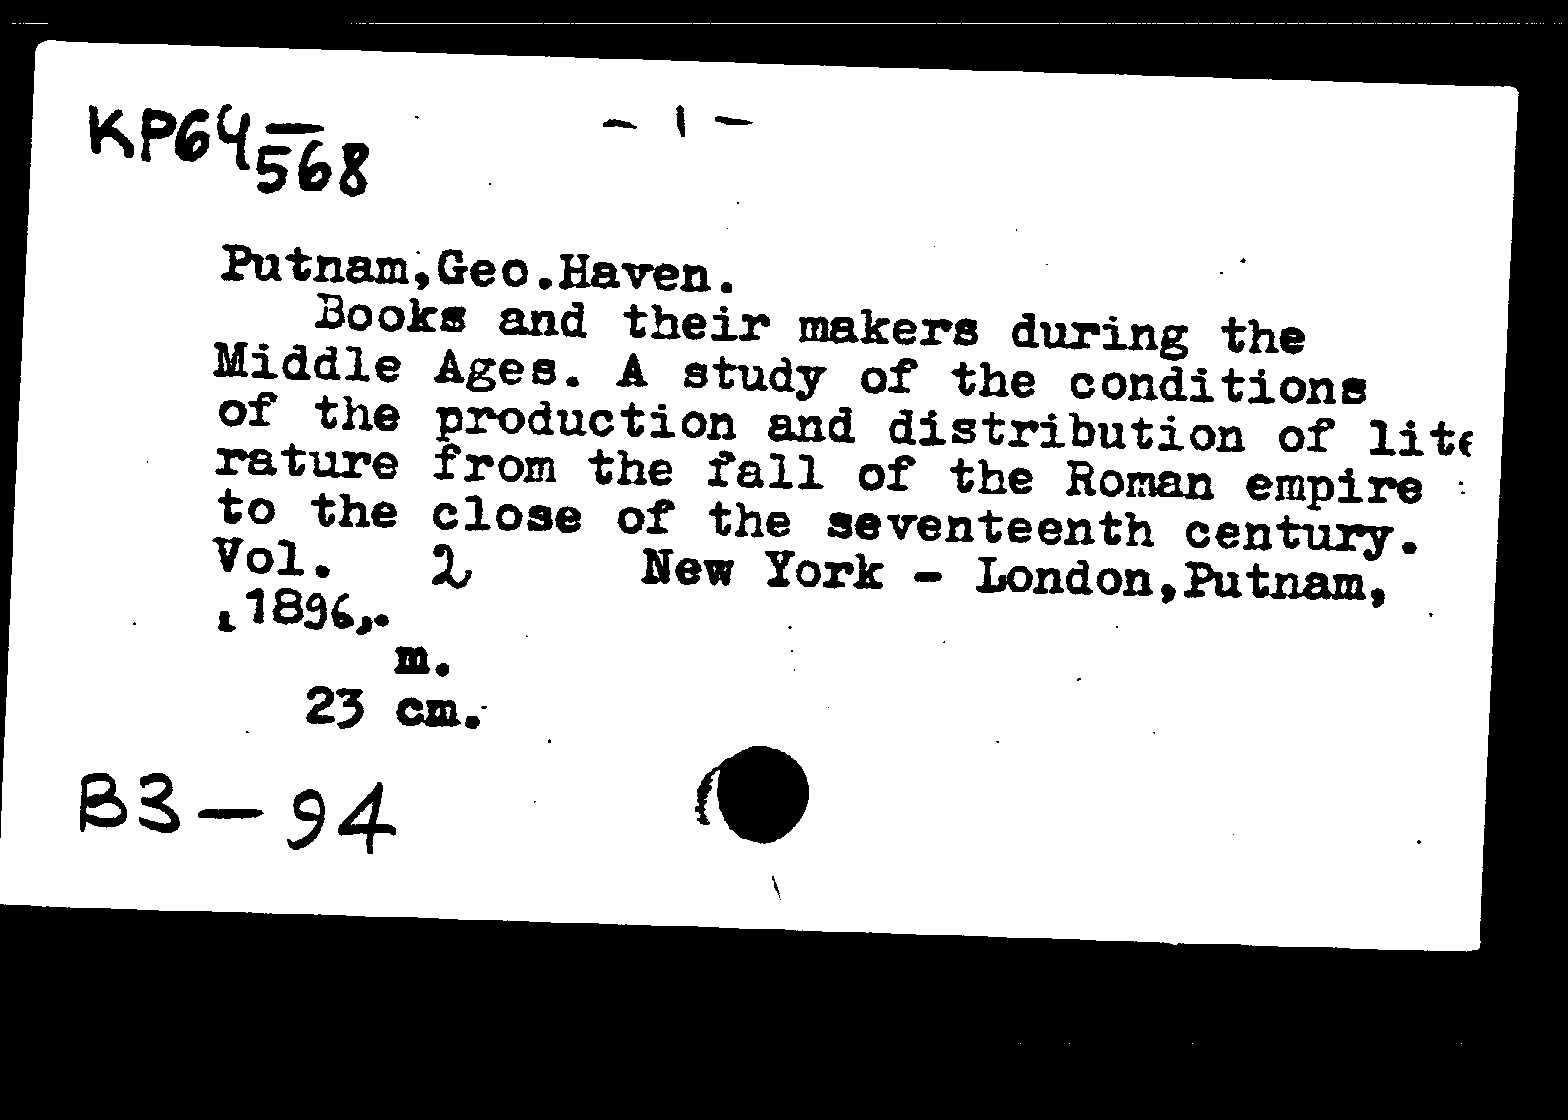 KP64-568
- 1 -
Putnam,Geo.Haven.
Books and their makers during the
Middle Ages. A study of the conditions
of the production and distribution of lite
rature from the fall of the Roman empire
to the close of the seventeenth century.
Vol. 2 New York - London,Putnam,
1896,.
m.
23 cm.
B3-94